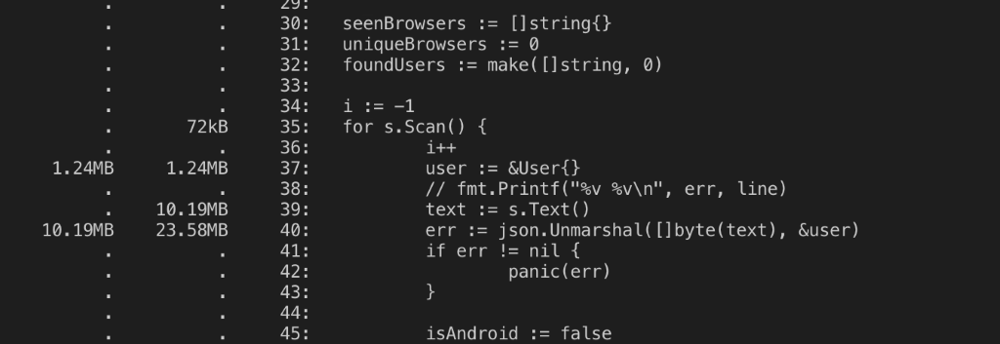 . . 29:
. . 30: seenBrowsers := []string{}
. . 31: uniqueBrowsers := 0
. . 32: foundUsers := make([]string, 0)
. . 33:
. . 34: i := -1
. 72kB 35: for s.Scan() {
. . 36: i++
1.24MB 1.24MB 37: user := &User{}
. . 38: // fmt.Printf("%v %v\n", err, line)
. 10.19MB 39: text := s.Text()
10.19MB 23.58MB 40: err := json.Unmarshal([]byte(text), &user)
. . 41: if err != nil {
. . 42: panic(err)
. . 43: }
. . 44:
. . 45: isAndroid := false